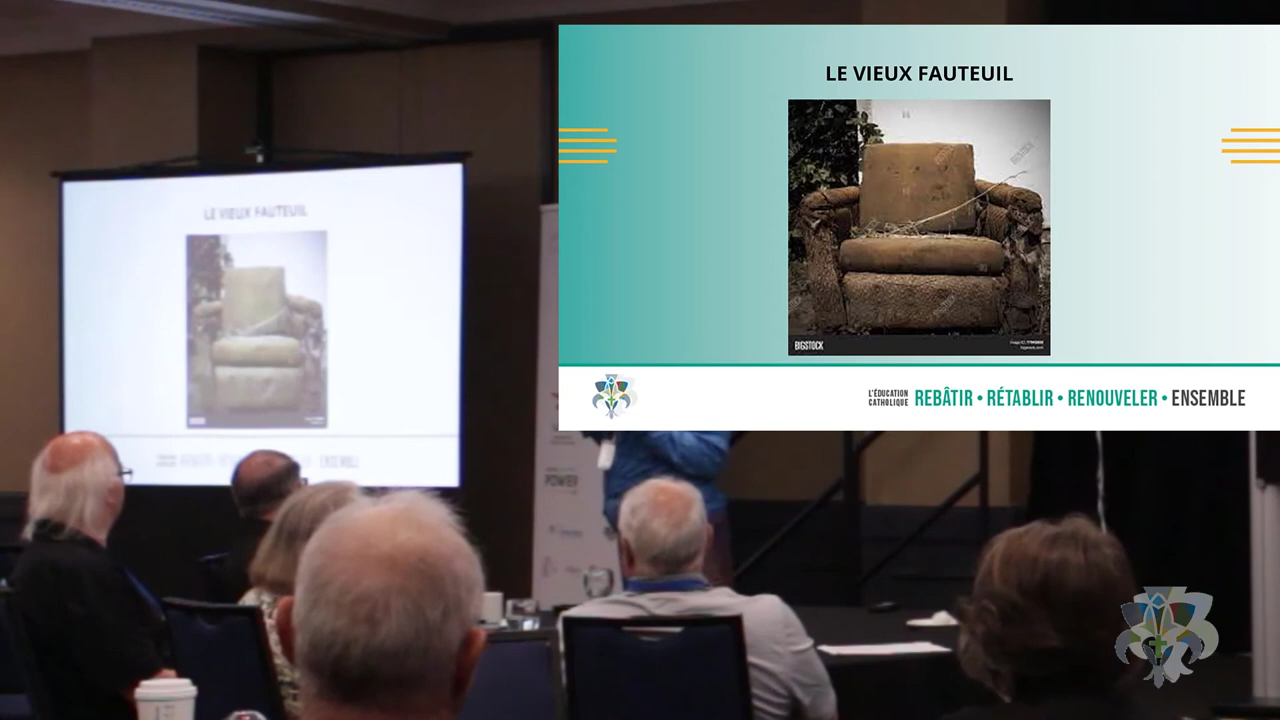 LE VIEUX FAUTEUIL
LE VIEUX FAUTEUIL
BIGSTOCK
L'ÉDUCATION
CATHOLIQUE
REBÂTIR • RÉTABLIR • RENOUVELER • ENSEMBLE
POWER